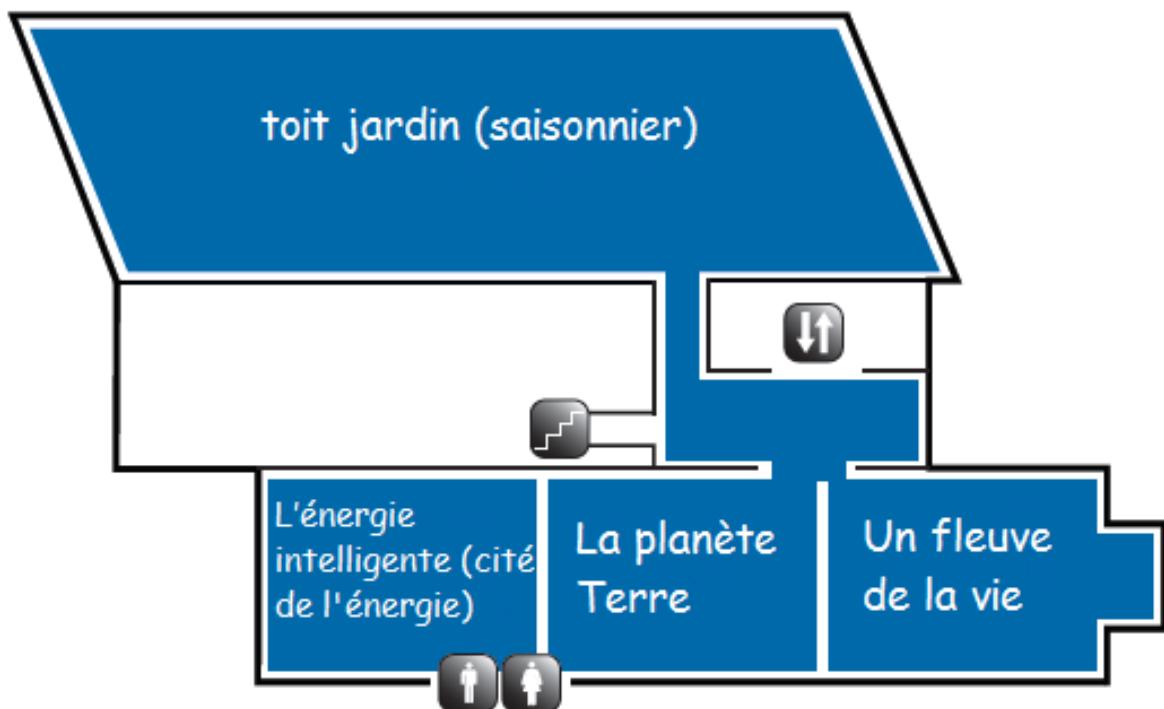 toit jardin (saisonnier)
L'énergie
intelligente (cité
de l'énergie)
La planète
Terre
Un fleuve
de la vie